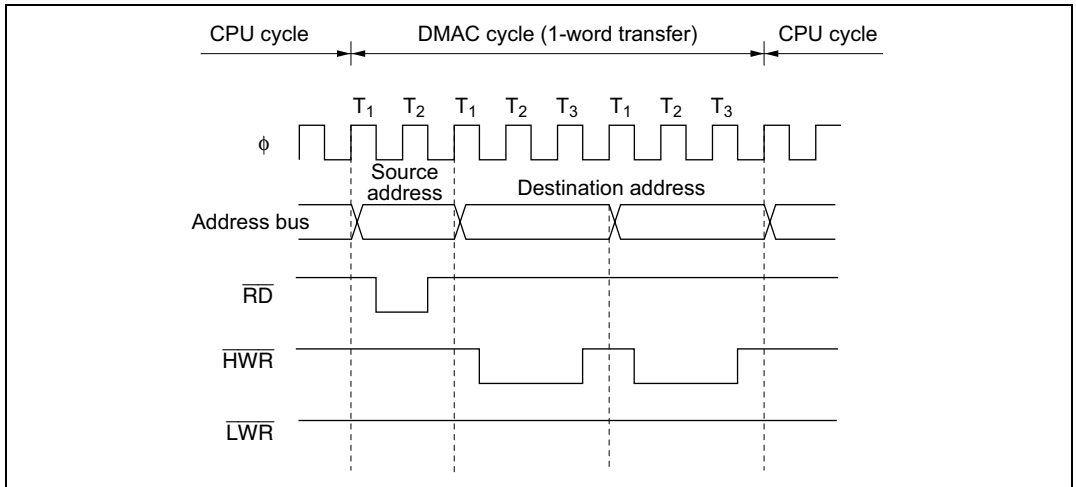 CPU cycle DMAC cycle (1-word transfer) CPU cycle
T1 T2 T1 T2 T3 T1 T2 T3
ϕ
Source
address Destination address
Address bus
RD
HWR
LWR